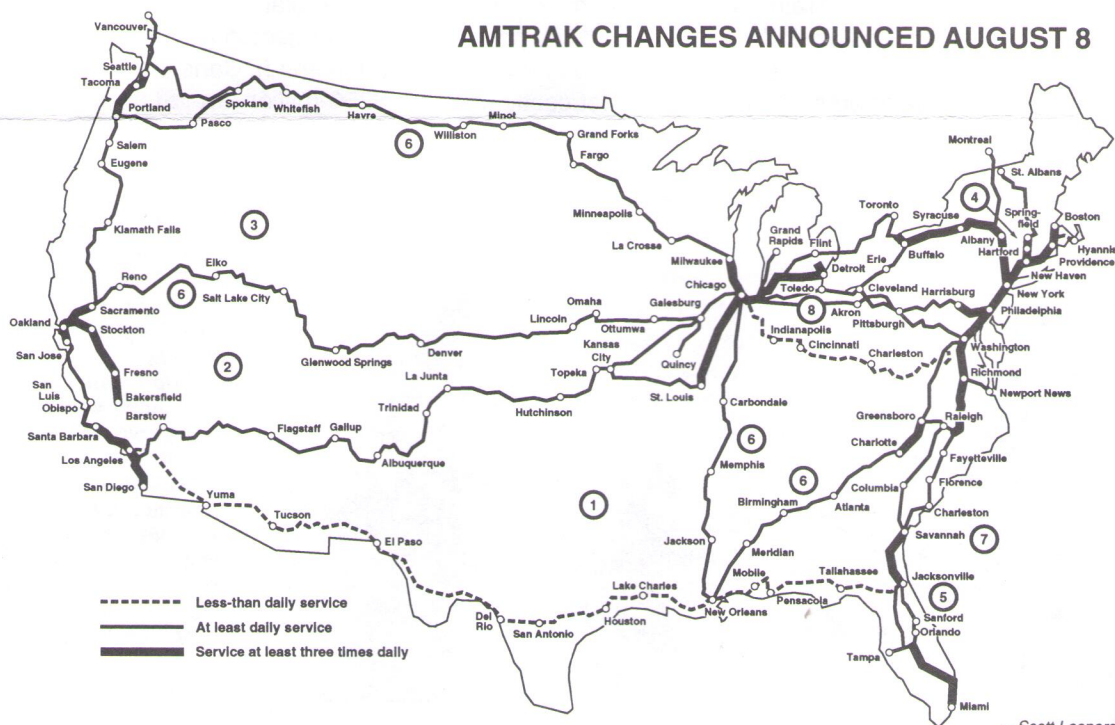 AMTRAK CHANGES ANNOUNCED AUGUST 8
Vancouver
Seattle
Tacoma
Portland
Spokane
Whitefish
Havre
Pasco
Williston
Minot
Grand Forks
Fargo
Salem
Eugene
6
Minneapolis
La Crosse
Milwaukee
Chicago
Grand
Rapids
Flint
Detroit
Toledo
Toronto
Montreal
St. Albans
4
Spring-
field
Boston
Syracuse
Albany
Hartford
Hyannis
Providence
New Haven
New York
Buffalo
Erie
Cleveland
Akron
Harrisburg
Pittsburgh
Philadelphia
8
Klamath Falls
3
Reno
Elko
6
Salt Lake City
Sacramento
Oakland
Stockton
San Jose
Fresno
Bakersfield
San
Luis
Obispo
Barstow
Santa Barbara
Los Angeles
San Diego
2
Glenwood Springs
Denver
Lincoln
Omaha
Ottumwa
Galesburg
Kansas
City
Topeka
Quincy
St. Louis
Hutchinson
La Junta
Trinidad
Flagstaff
Gallup
Albuquerque
Indianapolis
Cincinnati
Charleston
Washington
Richmond
Newport News
Carbondale
6
Memphis
6
Birmingham
Atlanta
Greensboro
Raleigh
Charlotte
Fayetteville
Columbia
Florence
Charleston
Savannah
7
1
Jackson
Meridian
Yuma
Tucson
El Paso
Del
Rio
San Antonio
Houston
Lake Charles
New Orleans
Mobile
Pensacola
Tallahassee
Jacksonville
5
Sanford
Orlando
Tampa
Miami
Less-than daily service
At least daily service
Service at least three times daily